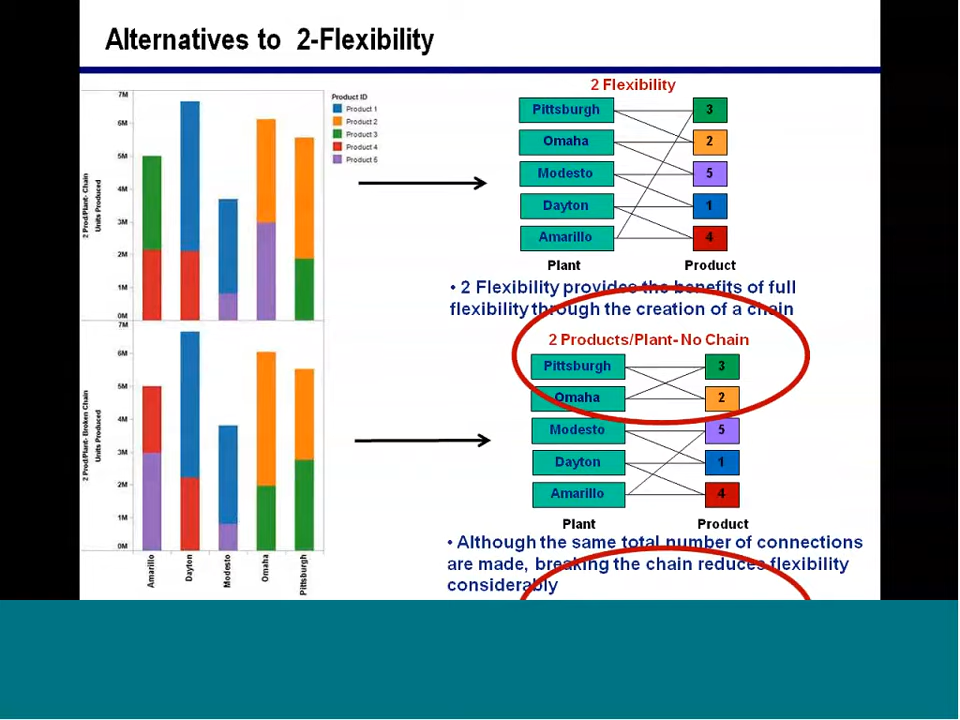 Alternatives to 2-Flexibility
7M
6M
5M
4M
3M
2M
1M
0M
2 Prod/Plant- Chain
Units Produced
Product ID
Product 1
Product 2
Product 3
Product 4
Product 5
2 Flexibility
Pittsburgh 3
Omaha 2
Modesto 5
Dayton 1
Amarillo 4
Plant Product
• 2 Flexibility provides the benefits of full
flexibility through the creation of a chain
7M
6M
5M
4M
3M
2M
1M
0M
2 Prod/Plant- Broken Chain
Units Produced
Amarillo
Dayton
Modesto
Omaha
Pittsburgh
2 Products/Plant- No Chain
Pittsburgh 3
Omaha 2
Modesto 5
Dayton 1
Amarillo 4
Plant Product
• Although the same total number of connections
are made, breaking the chain reduces flexibility
considerably